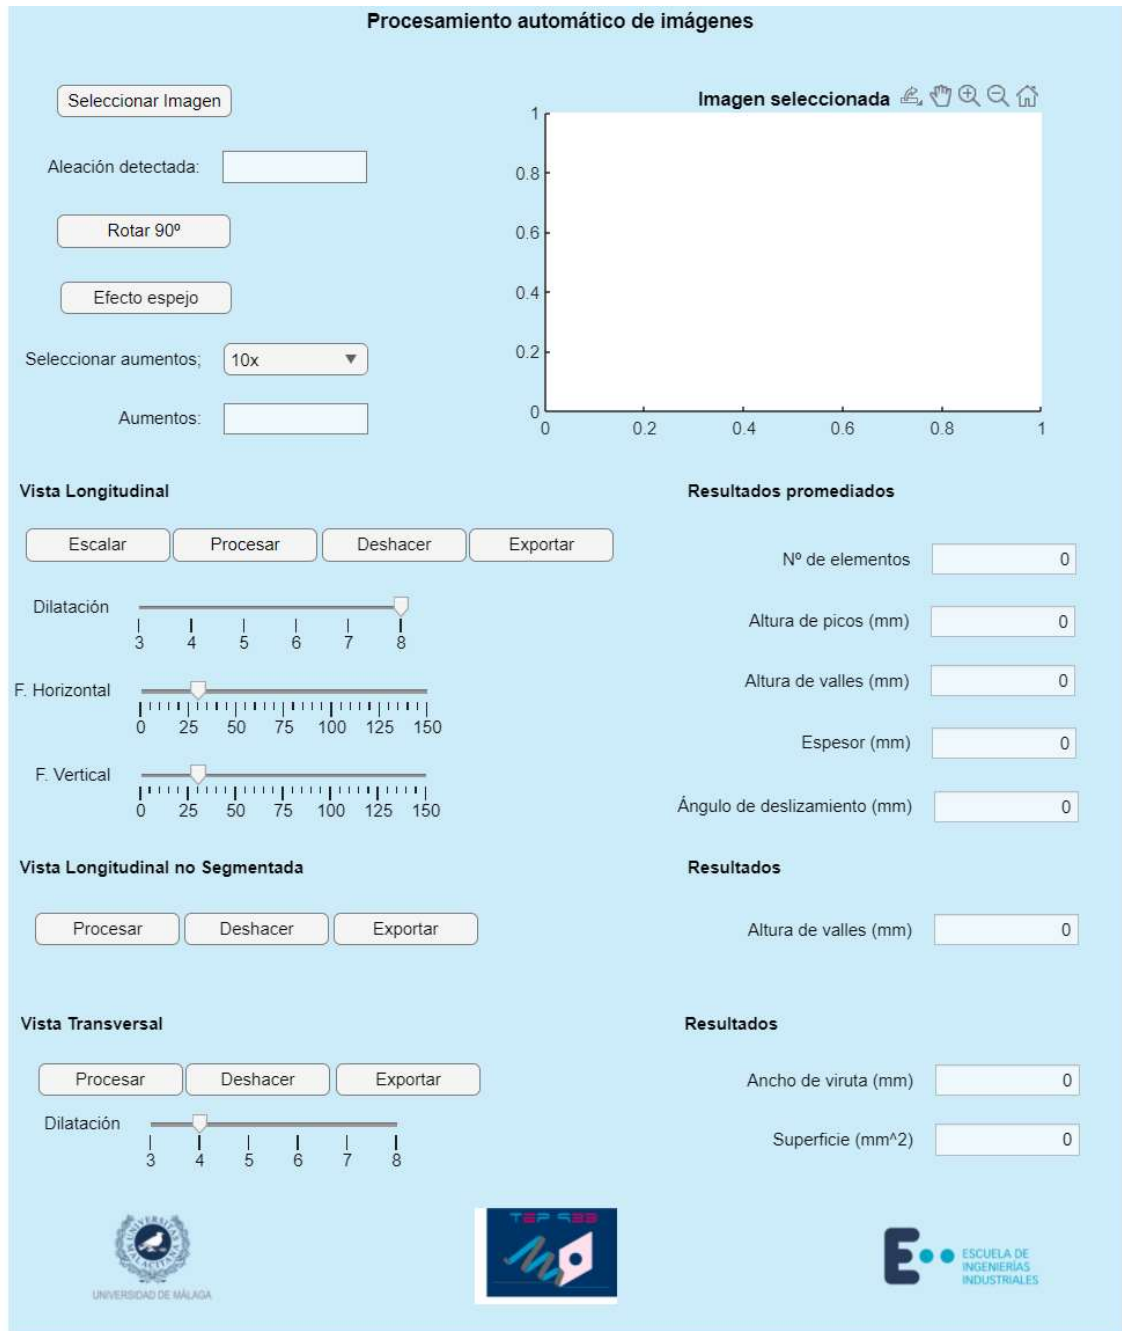 Procesamiento automático de imágenes
Seleccionar Imagen
Aleación detectada:
Rotar 90º
Efecto espejo
Seleccionar aumentos;
10x
Aumentos:
Imagen seleccionada
1
0.8
0.6
0.4
0.2
0
0 0.2 0.4 0.6 0.8 1
Vista Longitudinal
Escalar Procesar Deshacer Exportar
Dilatación
3 4 5 6 7 8
F. Horizontal
0 25 50 75 100 125 150
F. Vertical
0 25 50 75 100 125 150
Resultados promediados
Nº de elementos 0
Altura de picos (mm) 0
Altura de valles (mm) 0
Espesor (mm) 0
Ángulo de deslizamiento (mm) 0
Vista Longitudinal no Segmentada
Procesar Deshacer Exportar
Resultados
Altura de valles (mm) 0
Vista Transversal
Procesar Deshacer Exportar
Dilatación
3 4 5 6 7 8
Resultados
Ancho de viruta (mm) 0
Superficie (mm^2) 0
UNIVERSITAS MALACITANA
UNIVERSIDAD DE MÁLAGA
TEP 933
E
ESCUELA DE
INGENIERÍAS
INDUSTRIALES